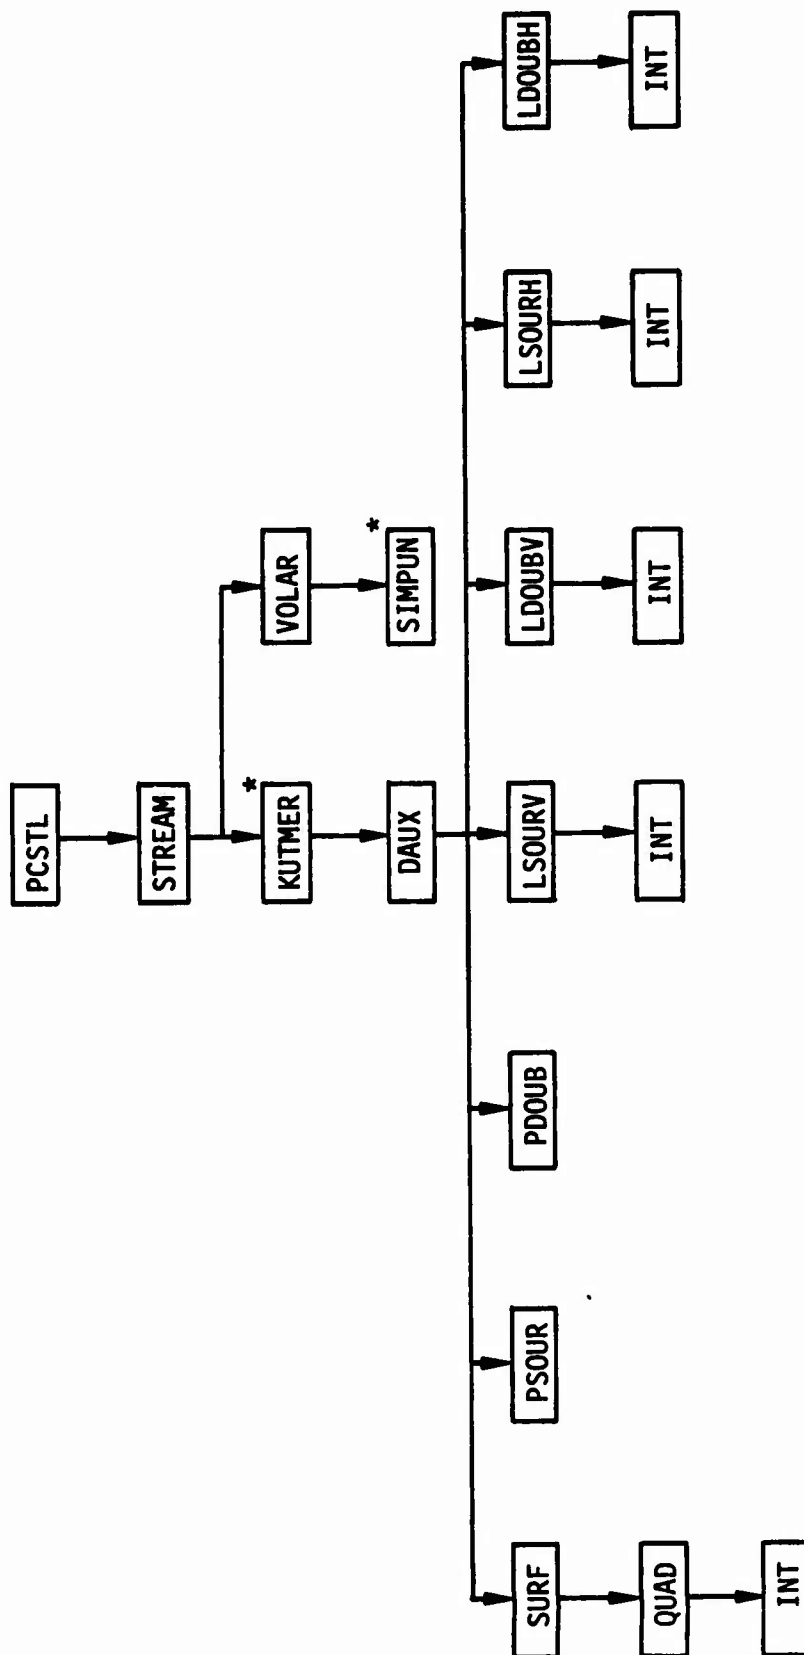 PCSTL
STREAM
KUTMER
*
VOLAR
DAUX
SIMPUN
*
SURF
PSOUR
PDOUB
LSOURV
LDOUBV
LSOURH
LDOUBH
QUAD
INT
INT
INT
INT
INT